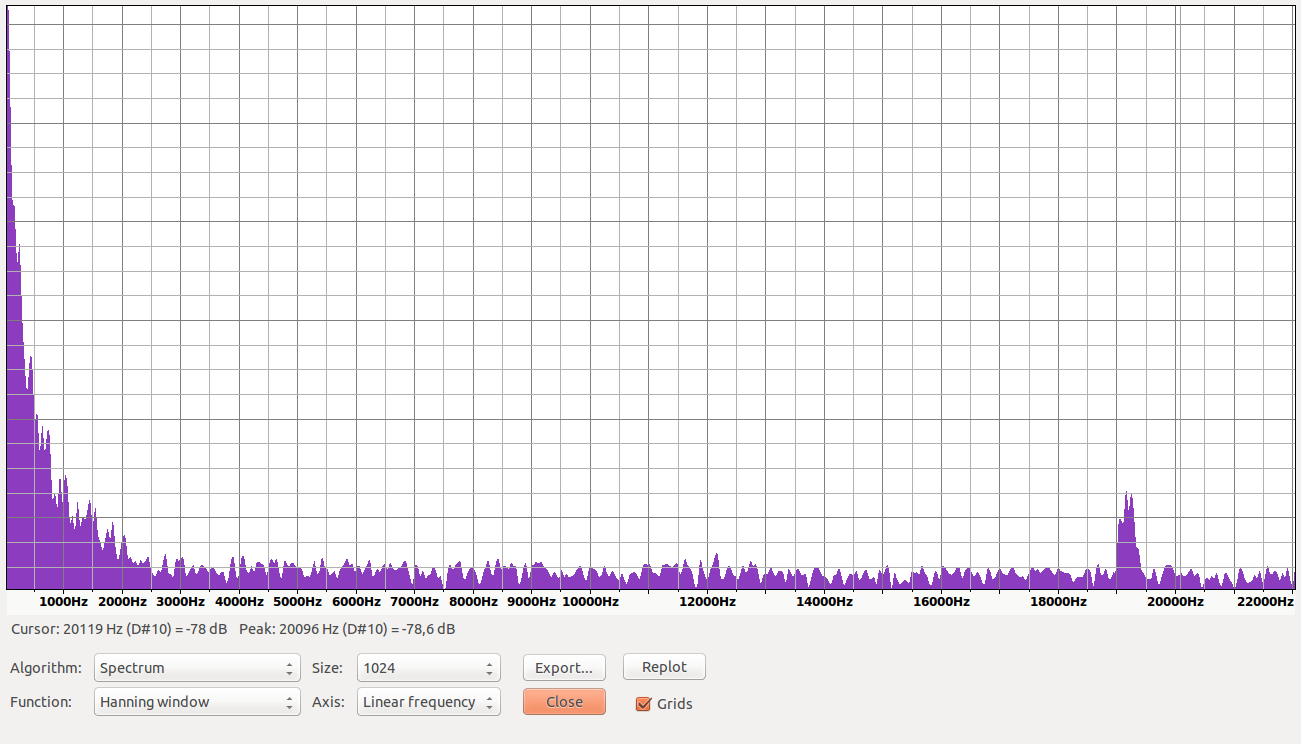 1000Hz 2000Hz 3000Hz 4000Hz 5000Hz 6000Hz 7000Hz 8000Hz 9000Hz 10000Hz 12000Hz 14000Hz 16000Hz 18000Hz 20000Hz 22000Hz
Cursor: 20119 Hz (D#10) = -78 dB Peak: 20096 Hz (D#10) = -78,6 dB
Algorithm: Spectrum Size: 1024 Export... Replot
Function: Hanning window Axis: Linear frequency Close Grids